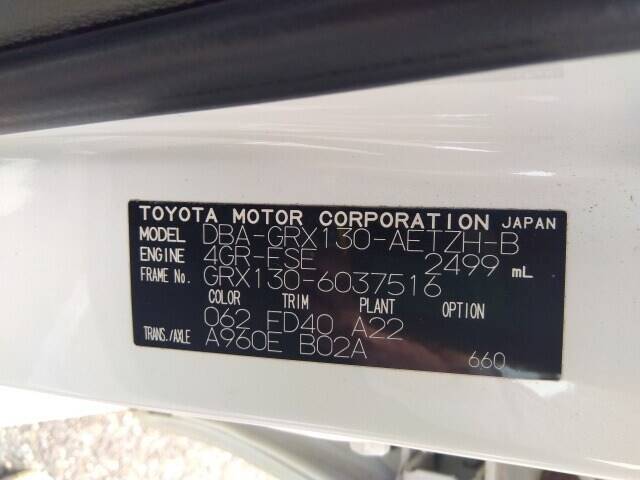 TOYOTA MOTOR CORPORATION JAPAN
MODEL DBA-GRX130-AETZH-B
ENGINE 4GR-FSE 2499 mL
FRAME No. GRX130-6037516
COLOR TRIM PLANT OPTION
062 FD40 A22
TRANS./AXLE A960E B02A
660